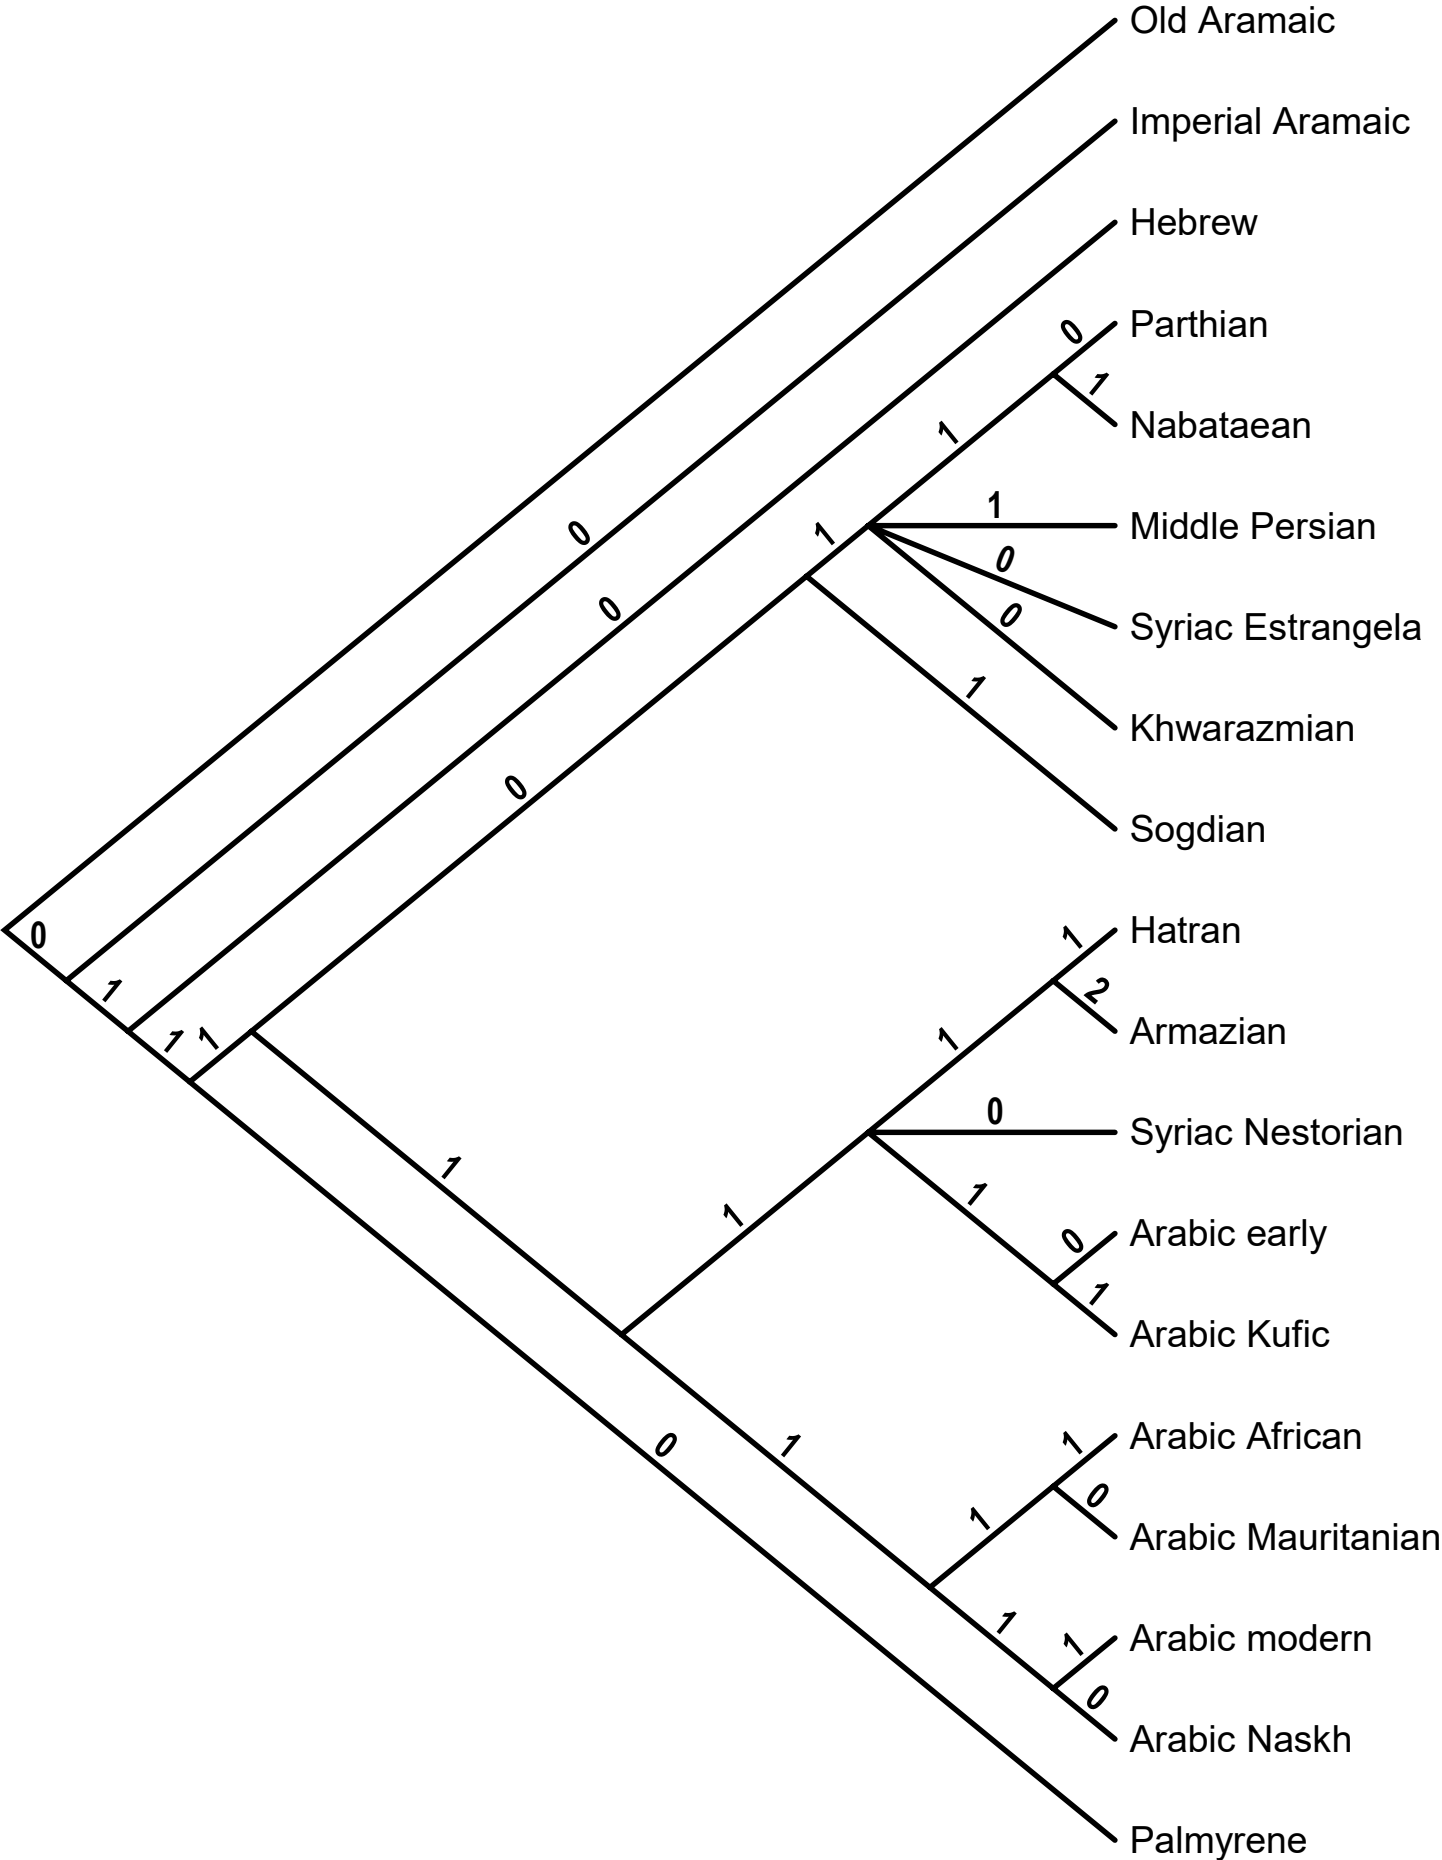 Old Aramaic
Imperial Aramaic
Hebrew
0
Parthian
1
Nabataean
1
1
Middle Persian
0
1
0
Syriac Estrangela
0
0
Khwarazmian
1
Sogdian
0
0
1
Hatran
1
2
Armazian
1
1
1
0
Syriac Nestorian
1
1
1
0
Arabic early
1
Arabic Kufic
1
Arabic African
0
1
1
0
Arabic Mauritanian
1
1
Arabic modern
0
Arabic Naskh
Palmyrene